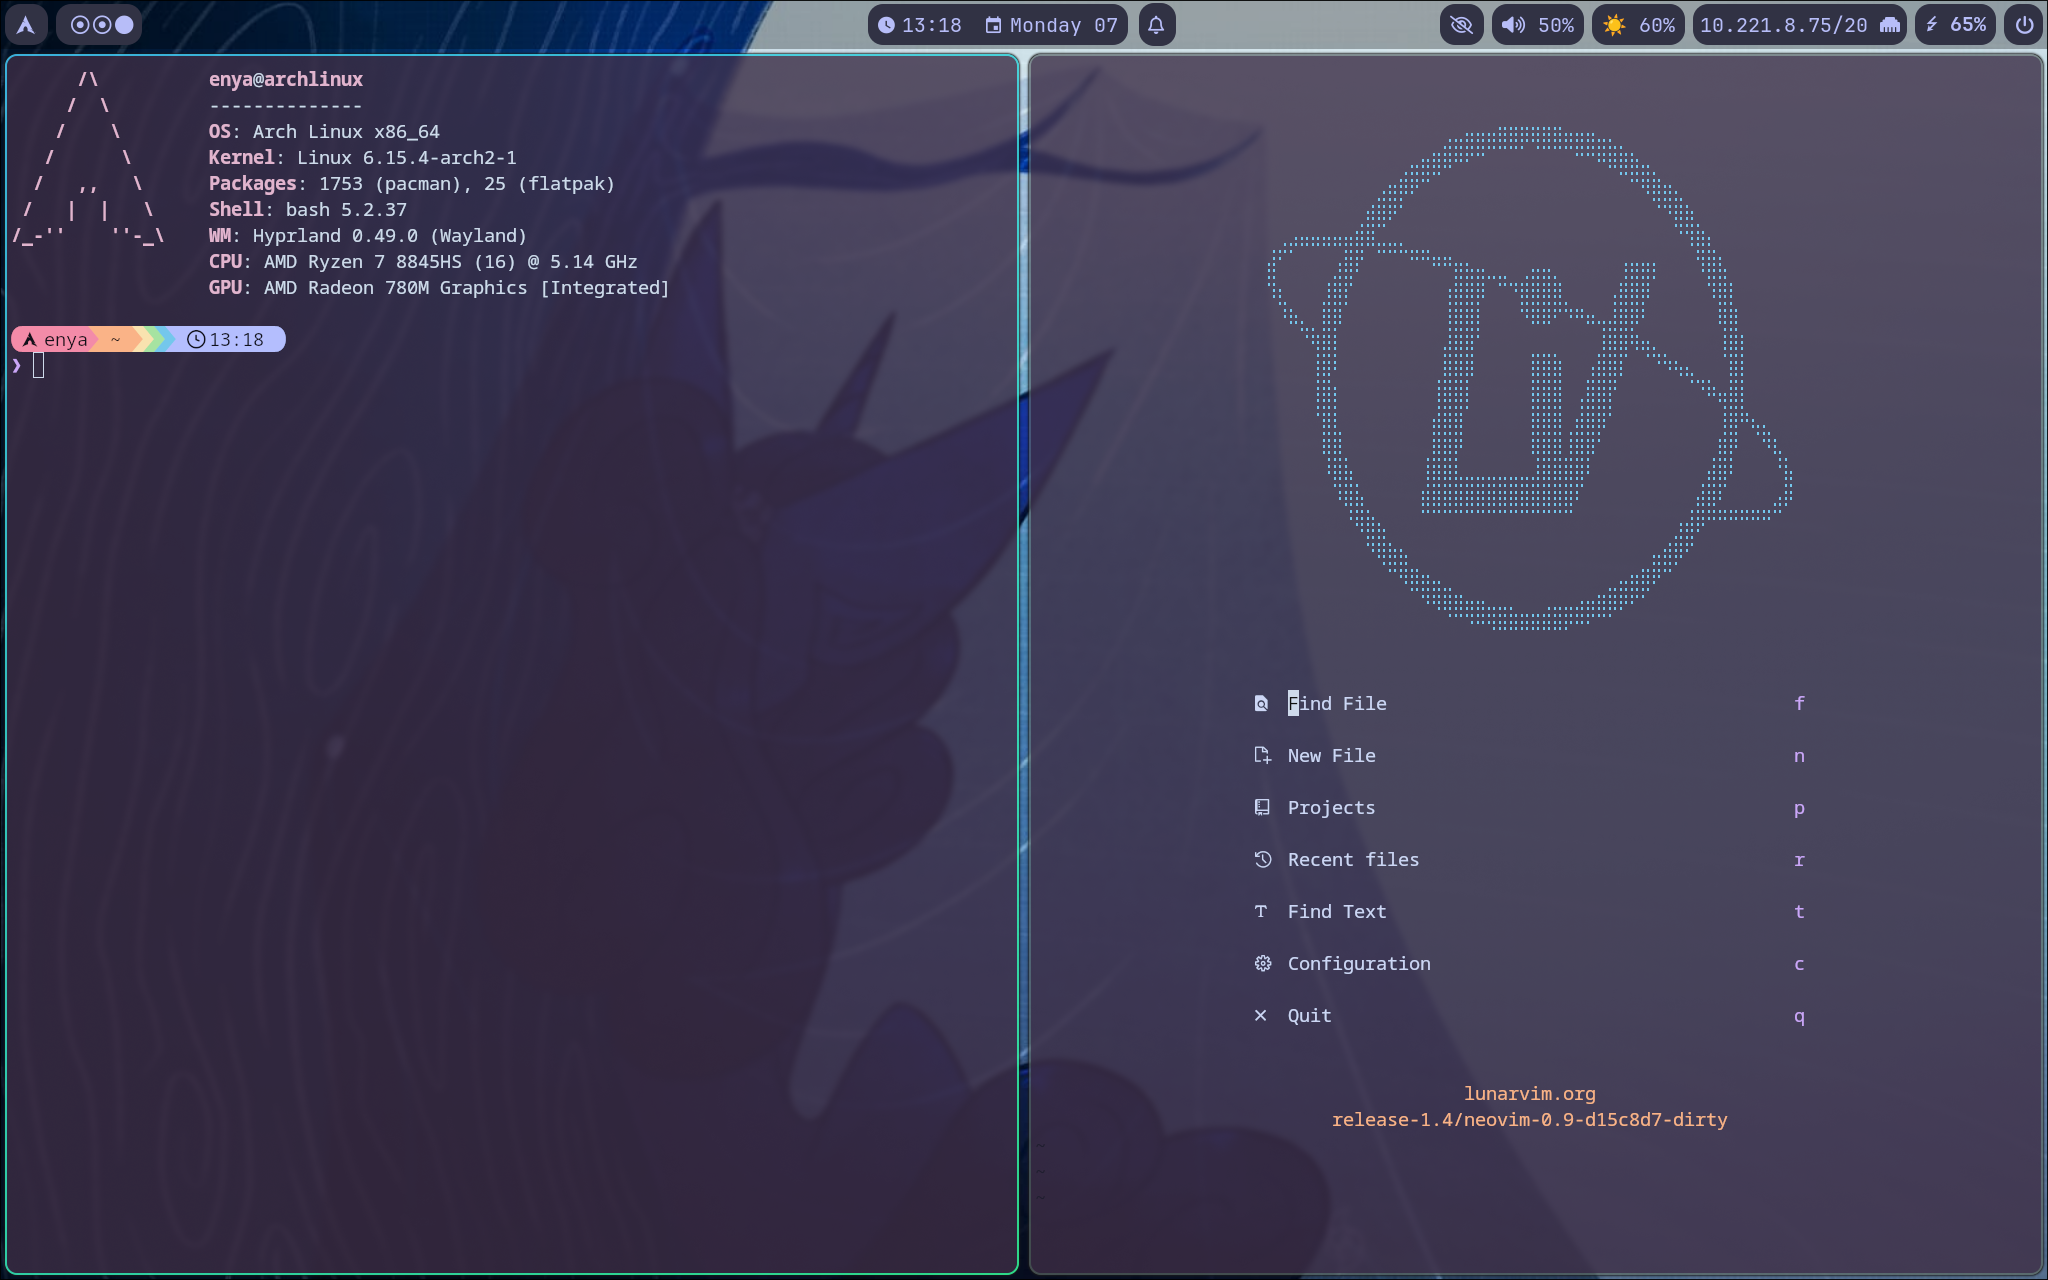 13:18 Monday 07 50% 60% 10.221.8.75/20 65%
enya@archlinux
--------------
OS: Arch Linux x86_64
Kernel: Linux 6.15.4-arch2-1
Packages: 1753 (pacman), 25 (flatpak)
Shell: bash 5.2.37
WM: Hyprland 0.49.0 (Wayland)
CPU: AMD Ryzen 7 8845HS (16) @ 5.14 GHz
GPU: AMD Radeon 780M Graphics [Integrated]
enya ~ 13:18
❯
Find File f
New File n
Projects p
Recent files r
Find Text t
Configuration c
Quit q
lunarvim.org
release-1.4/neovim-0.9-d15c8d7-dirty
~
~
~